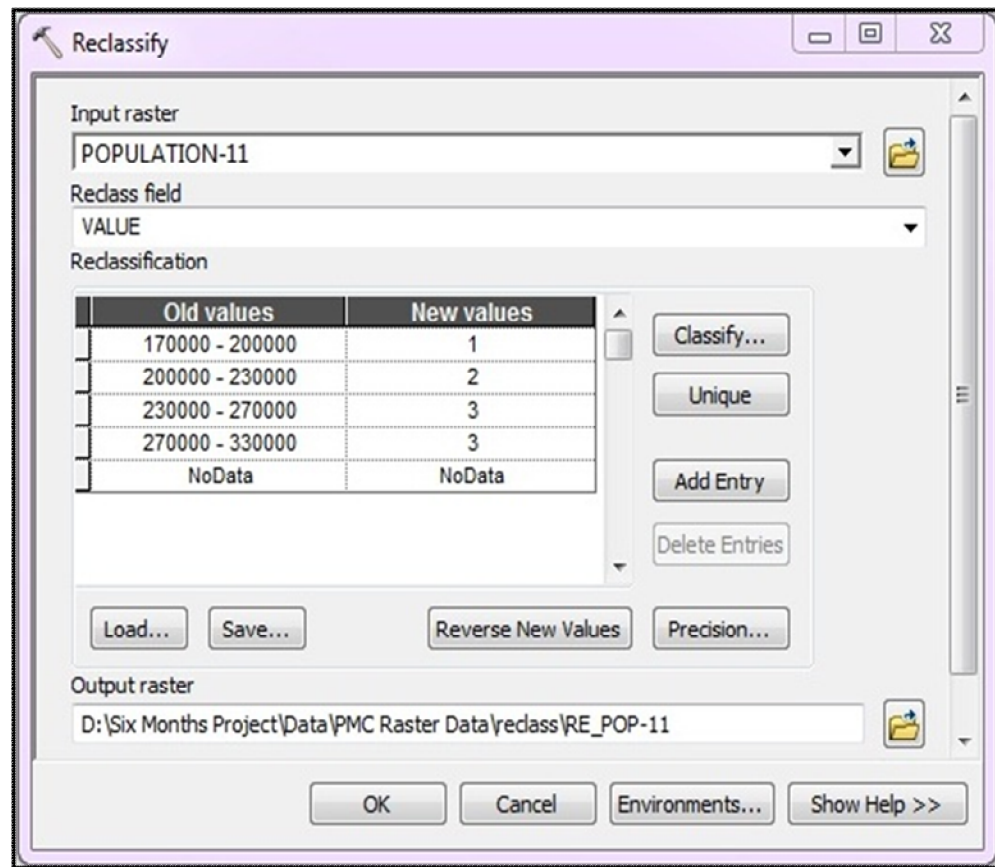 Reclassify
Input raster
POPULATION-11
Reclass field
VALUE
Reclassification
Old values New values
170000 - 200000 1
200000 - 230000 2
230000 - 270000 3
270000 - 330000 3
NoData NoData
Classify...
Unique
Add Entry
Delete Entries
Load... Save... Reverse New Values Precision...
Output raster
D:\Six Months Project\Data\PMC Raster Data\reclass\RE_POP-11
OK Cancel Environments... Show Help >>